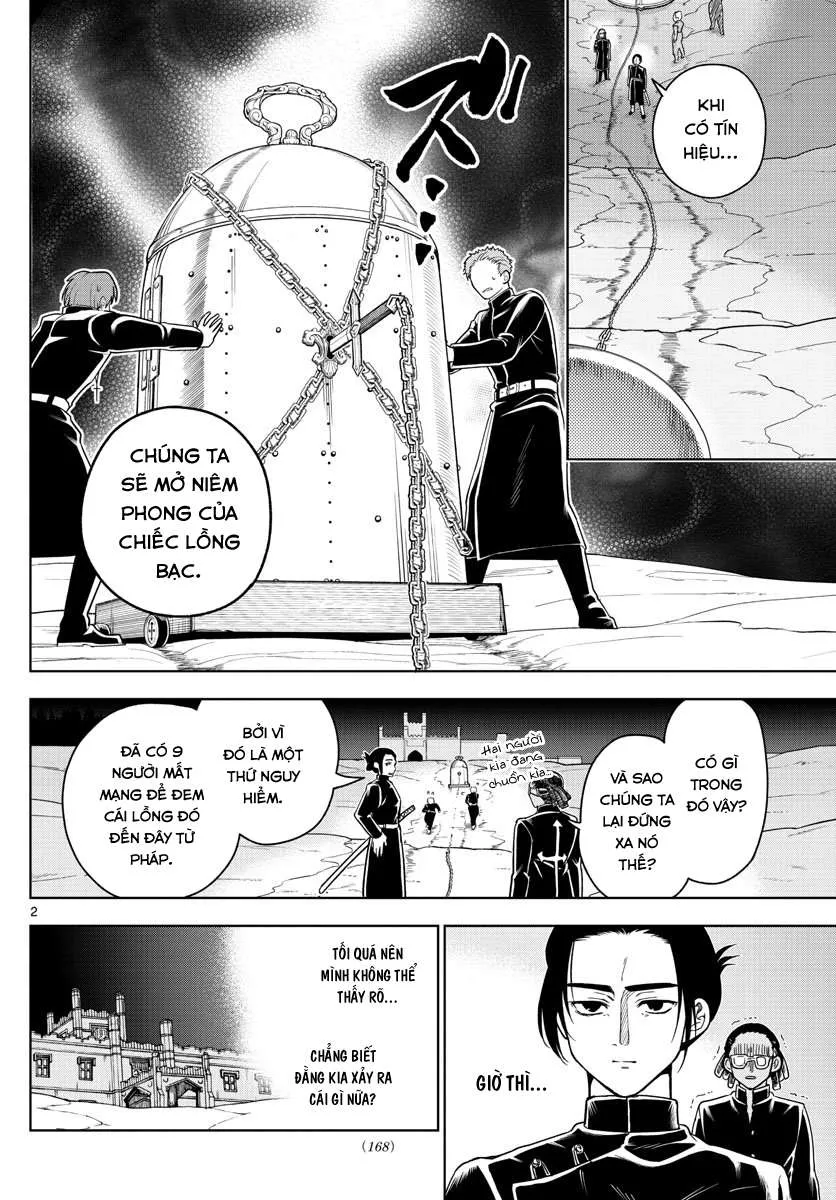 KHI
CÓ TÍN
HIỆU...
ズズ...
CHÚNG TA
SẼ MỞ NIÊM
PHONG CỦA
CHIẾC LỒNG
BẠC.
CÓ GÌ
TRONG
ĐÓ VẬY?
VÀ SAO
CHÚNG TA
LẠI ĐỨNG
XA NÓ
THẾ?
Hai người
kia đang
chuồn kìa...
BỞI VÌ
ĐÓ LÀ MỘT
THỨ NGUY
HIỂM.
ĐÃ CÓ 9
NGƯỜI MẤT
MẠNG ĐỂ ĐEM
CÁI LỒNG ĐÓ
ĐẾN ĐÂY TỪ
PHÁP.
2
GIỜ THÌ...
TỐI QUÁ NÊN
MÌNH KHÔNG THỂ
THẤY RÕ...
CHẲNG BIẾT
ĐẰNG KIA XẢY RA
CÁI GÌ NỮA?
(168)